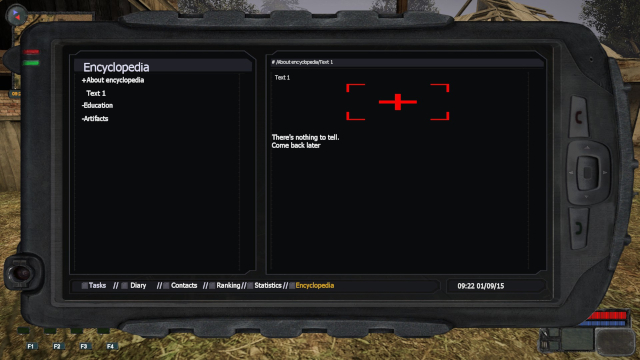 Encyclopedia
+About encyclopedia
Text 1
-Education
-Artifacts
# /About encyclopedia/Text 1
Text 1
There's nothing to tell.
Come back later
Tasks // Diary // Contacts // Ranking// Statistics // Encyclopedia
09:22 01/09/15
F1 F2 F3 F4